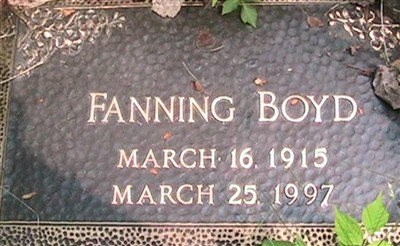 FANNING BOYD
MARCH 16, 1915
MARCH 25, 1997